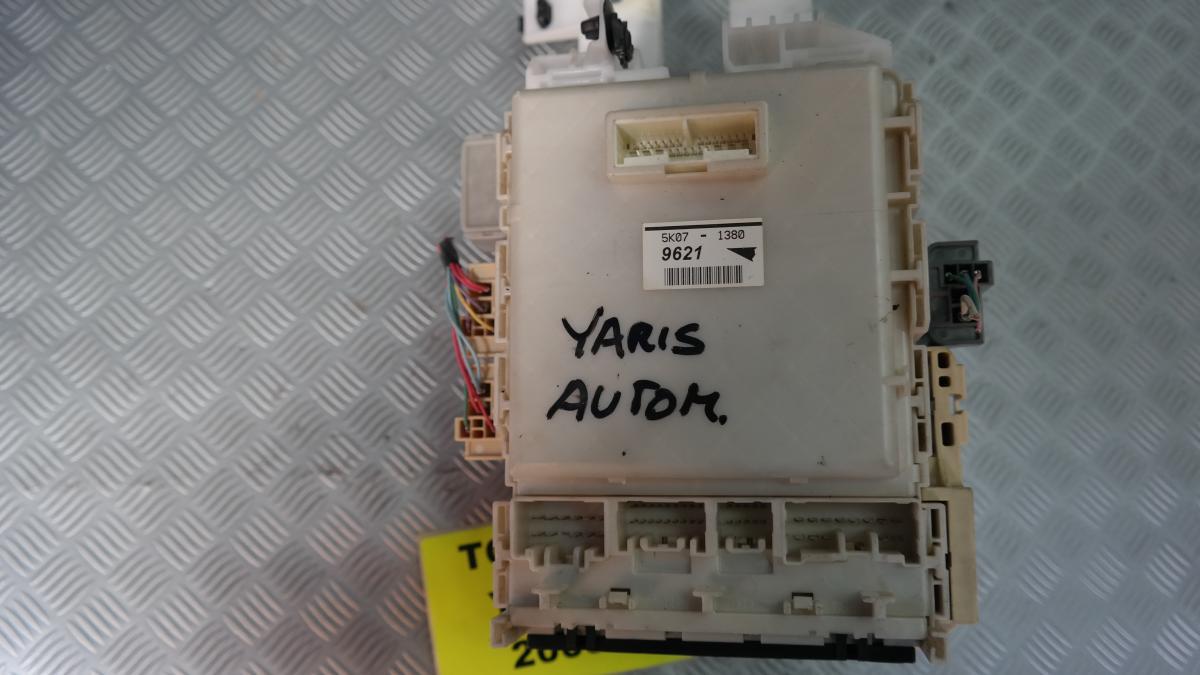 5K07 - 1380
9621
YARIS
AUTOM.